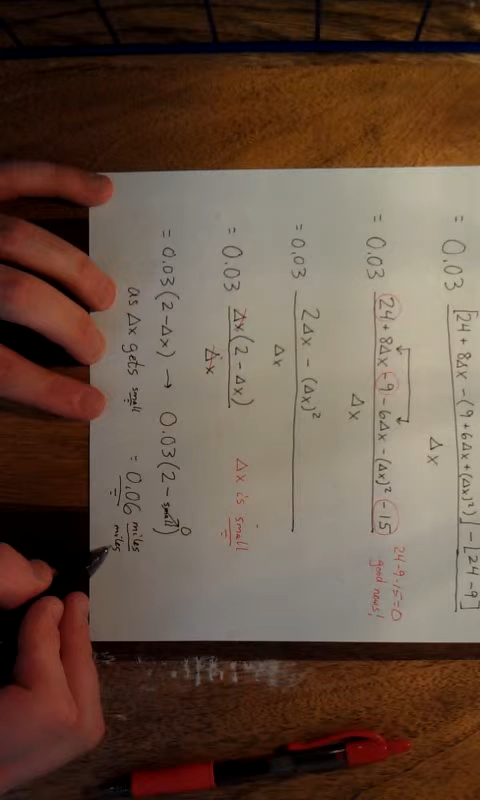 = 0.03 [24 + 8Δx - (9 + 6Δx + (Δx)²)] - [24 - 9] / Δx
= 0.03 24 + 8Δx - 9 - 6Δx - (Δx)² - 15 / Δx
24-9-15=0
good news!
= 0.03 2Δx - (Δx)² / Δx
= 0.03 Δx(2 - Δx) / Δx
Δx is small
= 0.03(2-Δx) → 0.03(2-small) 0
as Δx gets small = 0.06 miles / miles